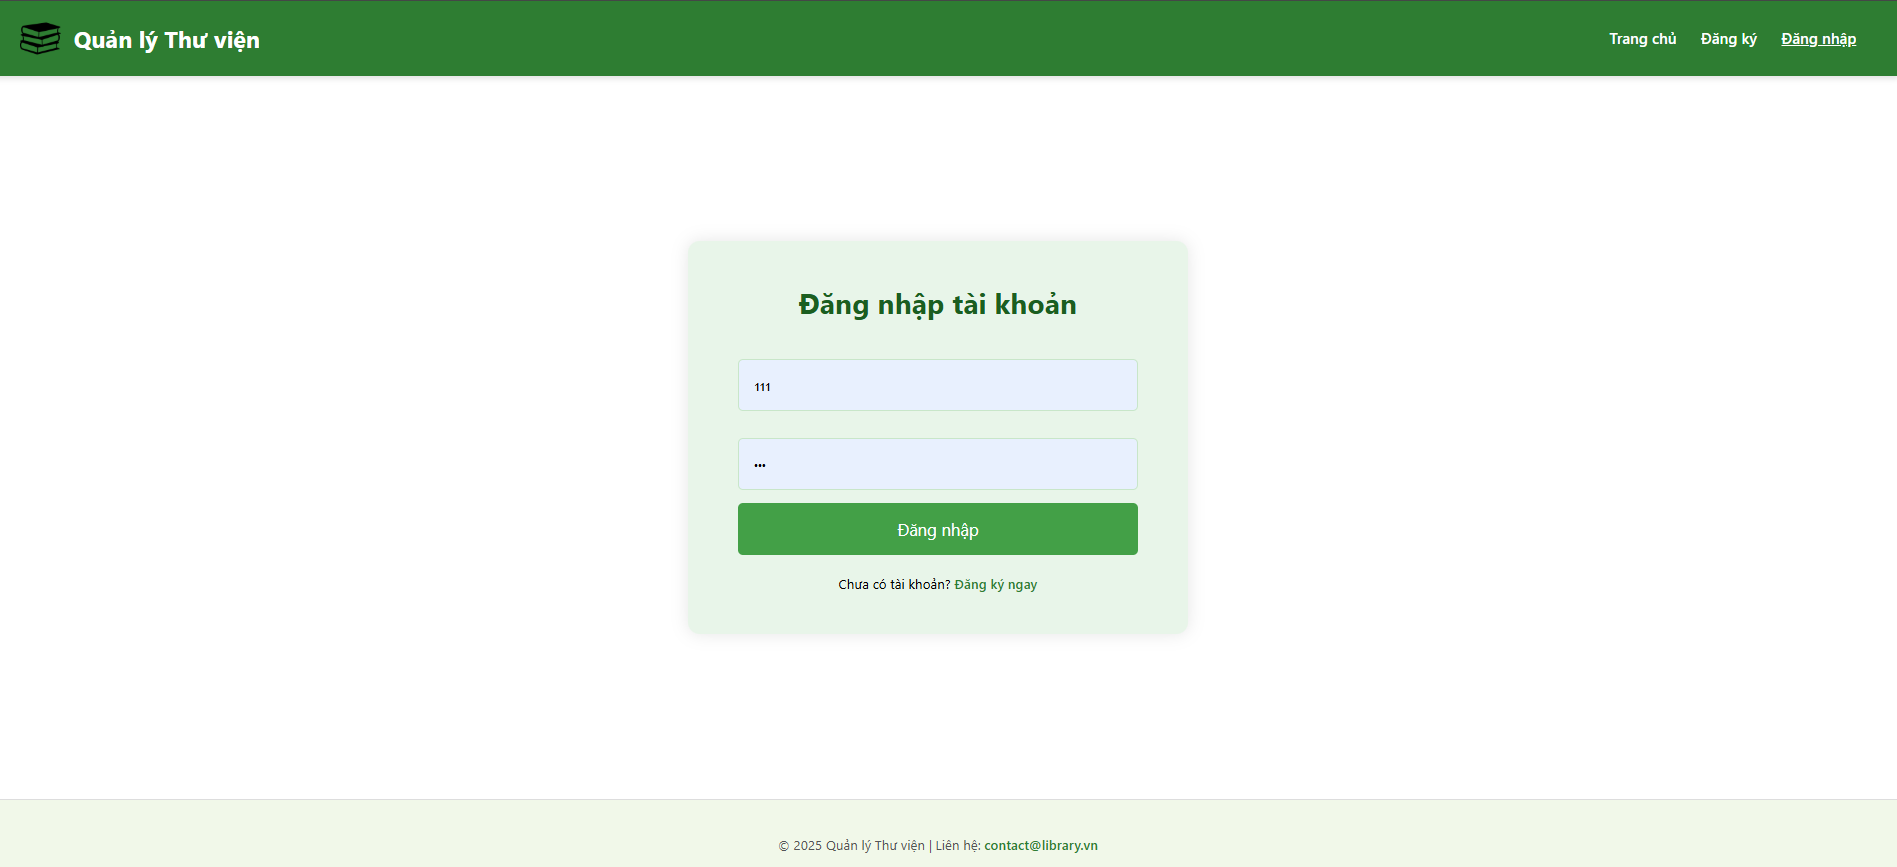 Quản lý Thư viện
Trang chủ Đăng ký Đăng nhập
Đăng nhập tài khoản
111
•••
Đăng nhập
Chưa có tài khoản? Đăng ký ngay
© 2025 Quản lý Thư viện | Liên hệ: contact@library.vn